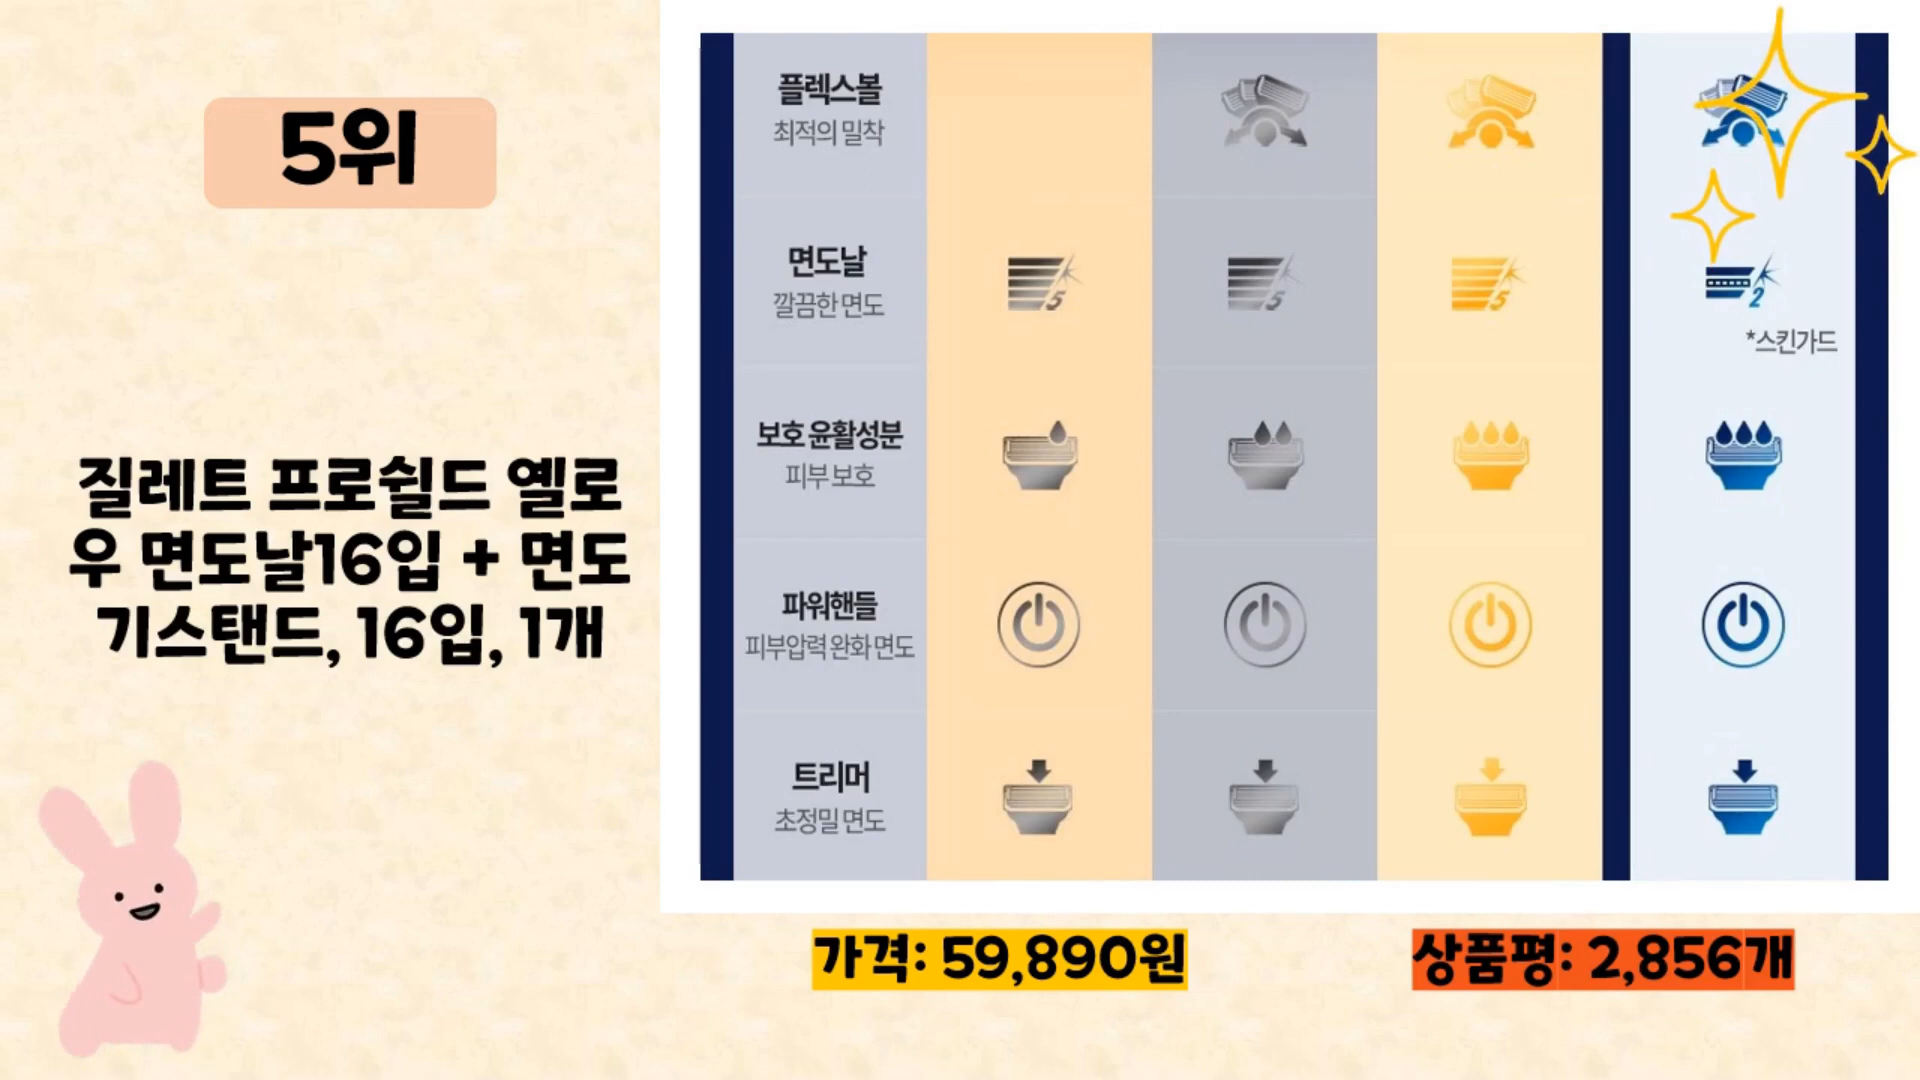 5위
질레트 프로쉴드 옐로
우 면도날16입 + 면도
기스탠드, 16입, 1개
플렉스볼
최적의 밀착
면도날
깔끔한 면도
5
5
5
2
*스킨가드
보호 윤활성분
피부 보호
파워핸들
피부압력 완화 면도
트리머
초정밀 면도
가격: 59,890원
상품평: 2,856개